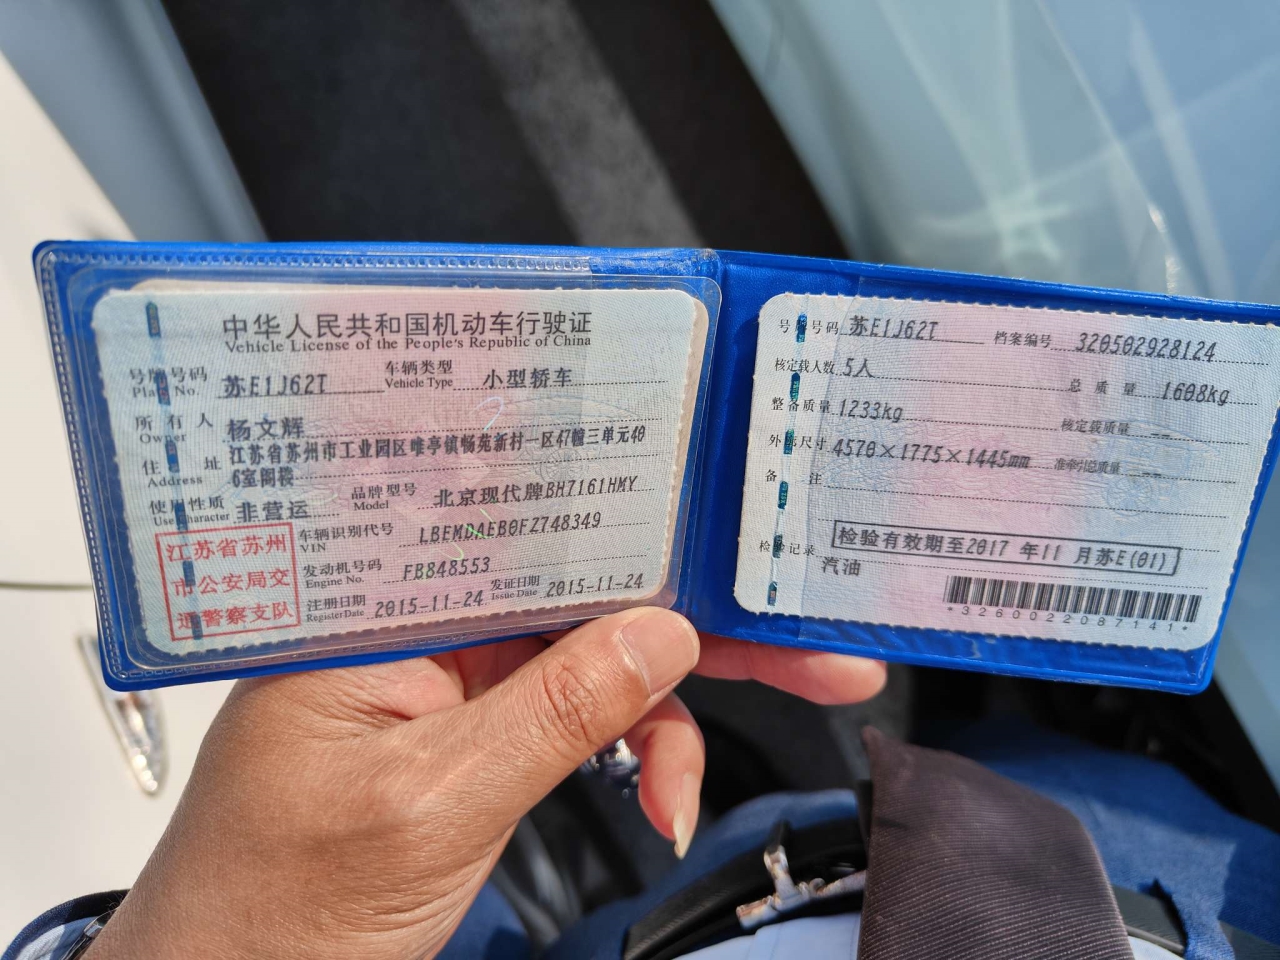 中华人民共和国机动车行驶证
Vehicle License of the People's Republic of China
号牌号码 苏E1J62T 车辆类型 小型轿车
Plate No. Vehicle Type
所有人 杨文辉
Owner
住址 江苏省苏州市工业园区唯亭镇畅苑新村一区47幢三单元40
Address 6室阁楼
使用性质 非营运 品牌型号 北京现代牌BH7161HMY
Use Character Model
江苏省苏州
市公安局交
通警察支队
车辆识别代号 LBEMDAEB0FZ748349
VIN
发动机号码 FB848553
Engine No.
注册日期 2015-11-24 发证日期 2015-11-24
Register Date Issue Date
号牌号码 苏E1J62T 档案编号 320502928124
核定载人数 5人 总质量 1608kg
整备质量 1233kg 核定载质量 --
外廓尺寸 4570×1775×1445mm 准牵引总质量 --
备注
检验记录 检验有效期至2017 年11 月苏E(01)
汽油
*3260022087141*